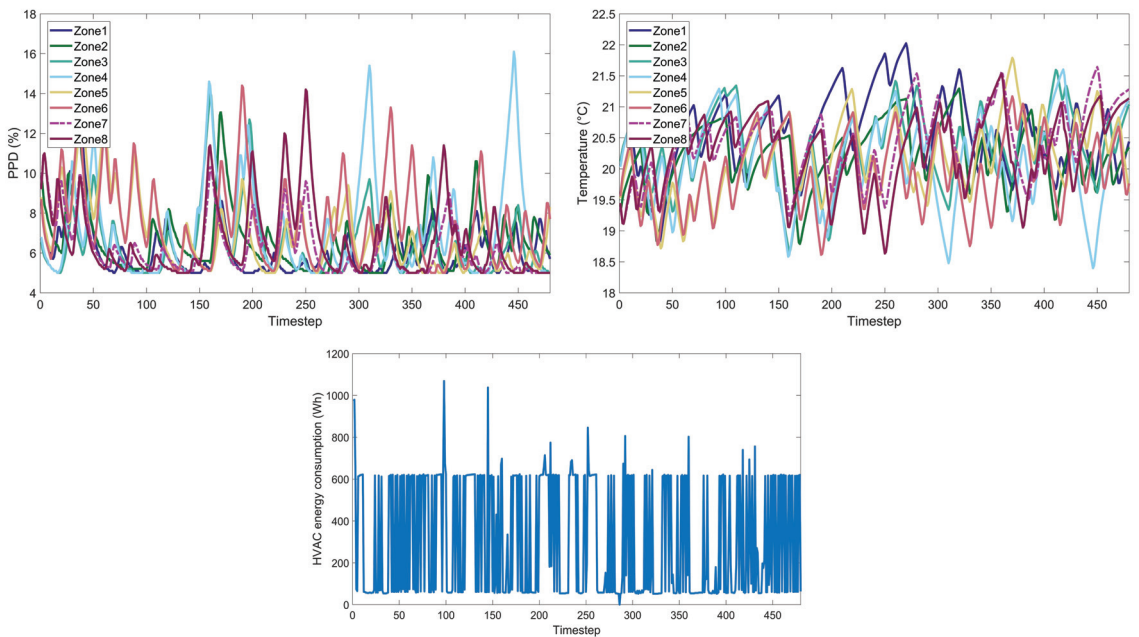 18
16
14
12
10
8
6
4
PPD (%)
Zone1
Zone2
Zone3
Zone4
Zone5
Zone6
Zone7
Zone8
0 50 100 150 200 250 300 350 400 450
Timestep
22.5
22
21.5
21
20.5
20
19.5
19
18.5
18
Temperature (°C)
Zone1
Zone2
Zone3
Zone4
Zone5
Zone6
Zone7
Zone8
0 50 100 150 200 250 300 350 400 450
Timestep
1200
1000
800
600
400
200
0
HVAC energy consumption (Wh)
0 50 100 150 200 250 300 350 400 450
Timestep